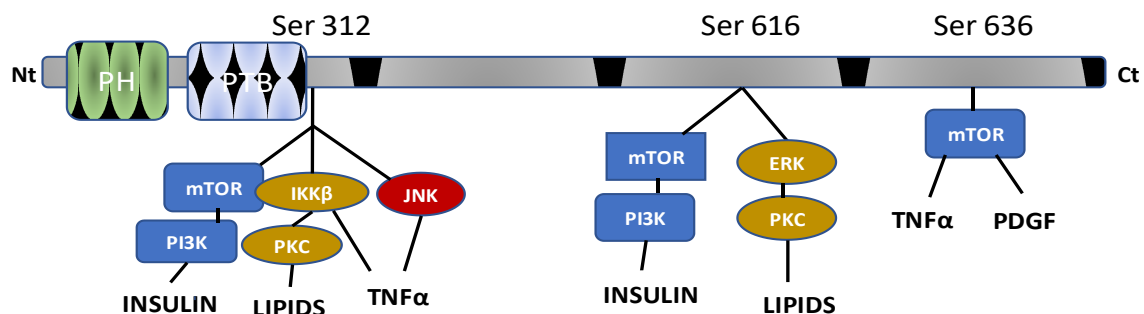 Ser 312
Ser 616
Ser 636
Nt
PH
PTB
Ct
mTOR
IKKβ
JNK
mTOR
ERK
mTOR
PI3K
PKC
PI3K
PKC
TNFα
PDGF
INSULIN
LIPIDS
TNFα
INSULIN
LIPIDS